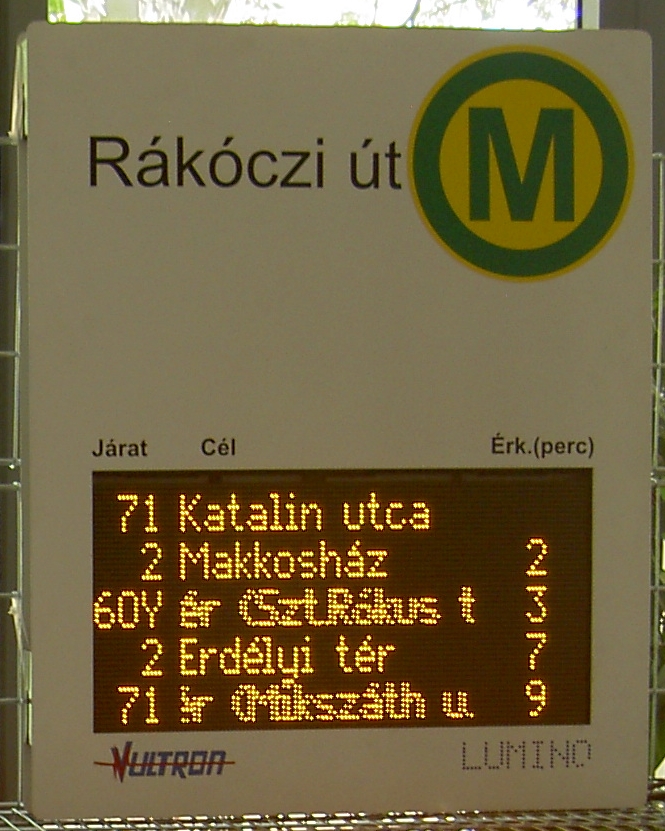 Rákóczi út M
Járat Cél Érk.(perc)
71 Katalin utca
2 Makkosház 2
60Y ér t 3
2 Erdélyi tér 7
71 u. 9
VULTRON LUMINO